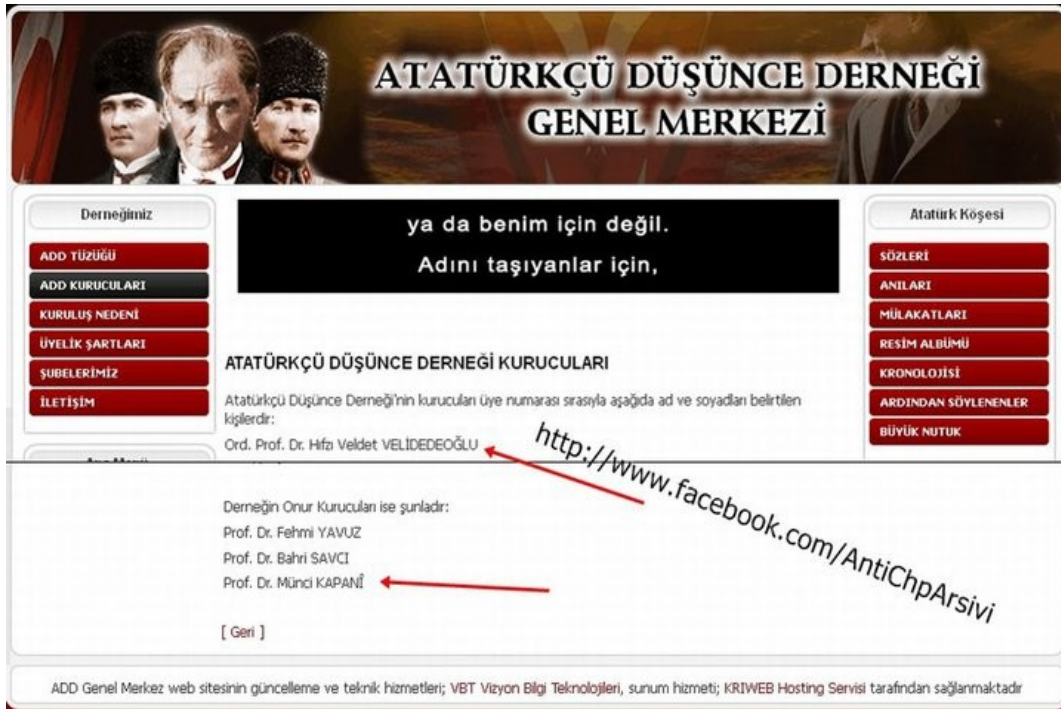 ATATÜRKÇÜ DÜŞÜNCE DERNEĞİ
GENEL MERKEZİ
Derneğimiz
ADD TÜZÜĞÜ
ADD KURUCULARI
KURULUŞ NEDENİ
ÜYELİK ŞARTLARI
ŞUBELERİMİZ
İLETİŞİM
ya da benim için değil.
Adını taşıyanlar için,
ATATÜRKÇÜ DÜŞÜNCE DERNEĞİ KURUCULARI
Atatürkçü Düşünce Derneği'nin kurucuları üye numarası sırasıyla aşağıda ad ve soyadları belirtilen
kişilerdir:
Ord. Prof. Dr. Hıfzı Veldet VELİDEDEOĞLU
Atatürk Köşesi
SÖZLERİ
ANILARI
MÜLAKATLARI
RESİM ALBÜMÜ
KRONOLOJİSİ
ARDINDAN SÖYLENENLER
BÜYÜK NUTUK
http://www.facebook.com/AntiChpArsivi
Derneğin Onur Kurucuları ise şunladır:
Prof. Dr. Fehmi YAVUZ
Prof. Dr. Bahri SAVCI
Prof. Dr. Münci KAPANÎ
[ Geri ]
ADD Genel Merkez web sitesinin güncelleme ve teknik hizmetleri; VBT Vizyon Bilgi Teknolojileri, sunum hizmeti; KRIWEB Hosting Servisi tarafından sağlanmaktadır